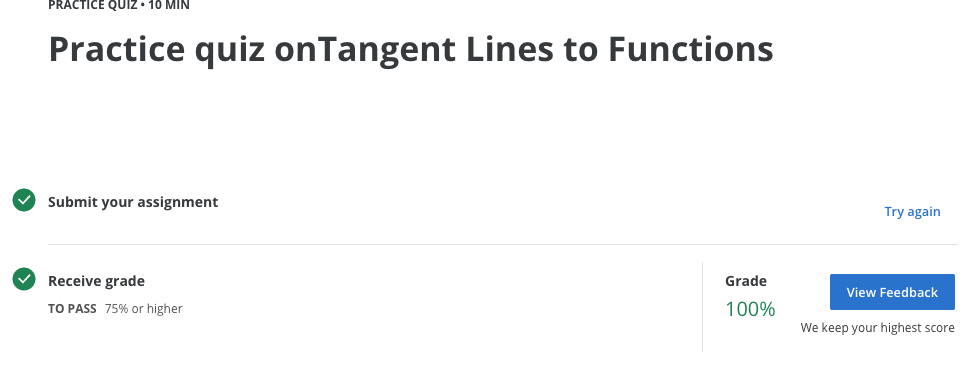 PRACTICE QUIZ • 10 MIN
Practice quiz onTangent Lines to Functions
Submit your assignment
Try again
Receive grade
TO PASS 75% or higher
Grade
100%
View Feedback
We keep your highest score